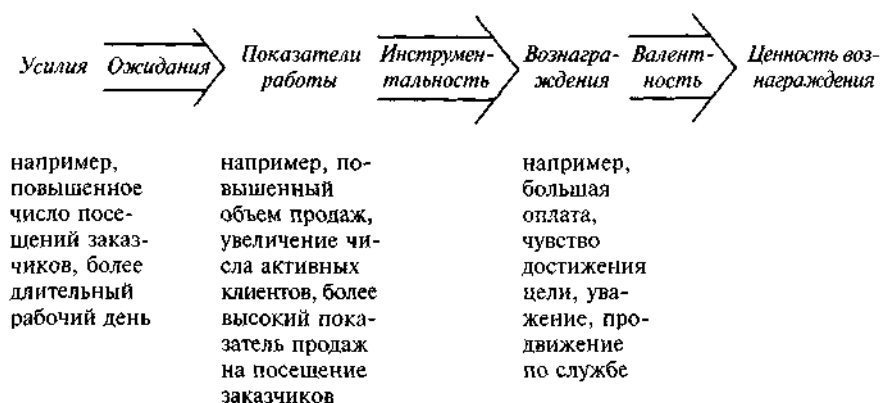 Усилия Ожидания Показатели работы Инструмен-тальность Вознагра-ждения Валент-ность Ценность воз-награждения
например,
повышенное
число посе-
щений заказ-
чиков, более
длительный
рабочий день
например, по-
вышенный
объем продаж,
увеличение чи-
сла активных
клиентов, более
высокий пока-
затель продаж
на посещение
заказчиков
например,
большая
оплата,
чувство
достижения
цели, ува-
жение, про-
движение
по службе